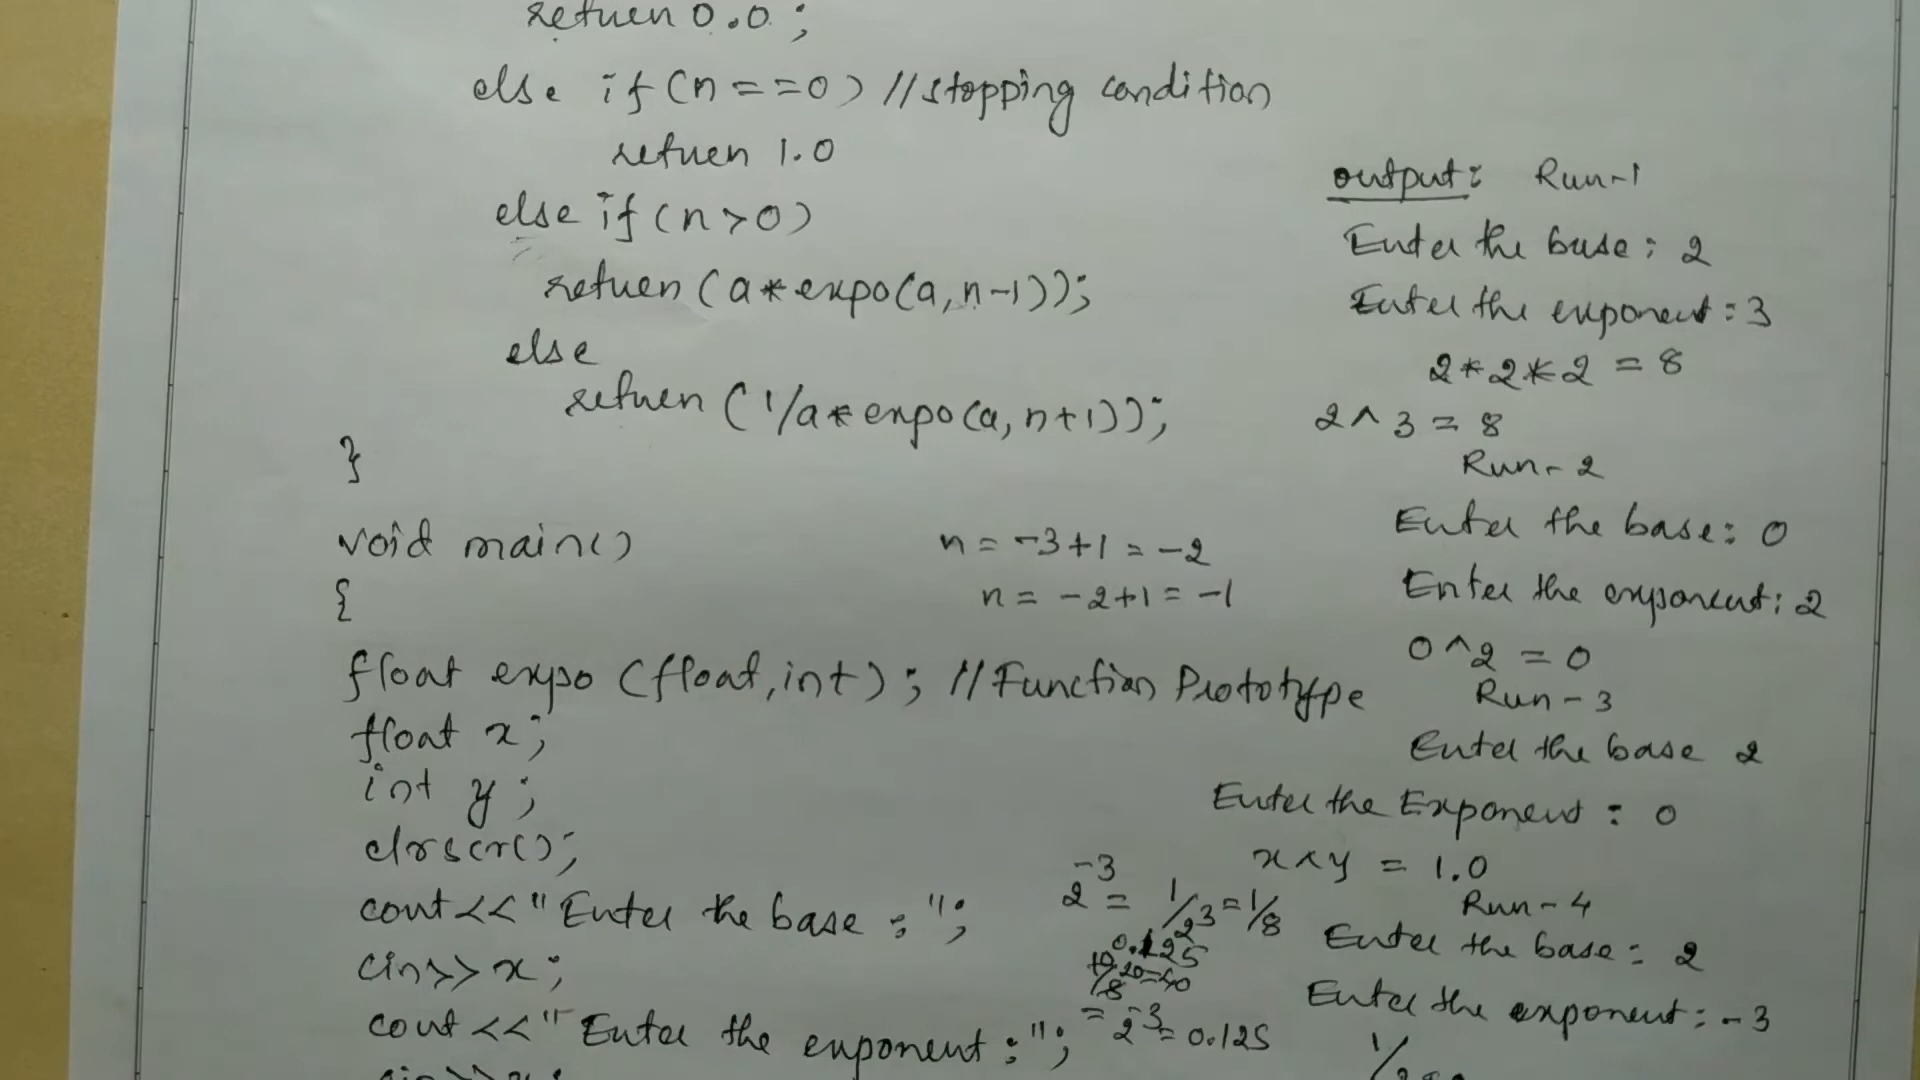 return 0.0;
else if(n==0) //stopping condition
return 1.0
else if(n>0)
return(a*expo(a,n-1));
else
return(1/a*expo(a,n+1));
}
void main()
{
float expo(float,int); //Function Prototype
float x;
int y;
clrscr();
cout<<"Enter the base :";
cin>>x;
cout<<"Enter the exponent :";
n = -3+1 = -2
n = -2+1 = -1
2^-3 = 1/2^3 = 1/8
0.125
= 2^-3 = 0.125
output: Run-1
Enter the base: 2
Enter the exponent: 3
2*2*2 = 8
2^3 = 8
Run-2
Enter the base: 0
Enter the exponent: 2
0^2 = 0
Run-3
Enter the base 2
Enter the Exponent : 0
x^y = 1.0
Run-4
Enter the base: 2
Enter the exponent: -3